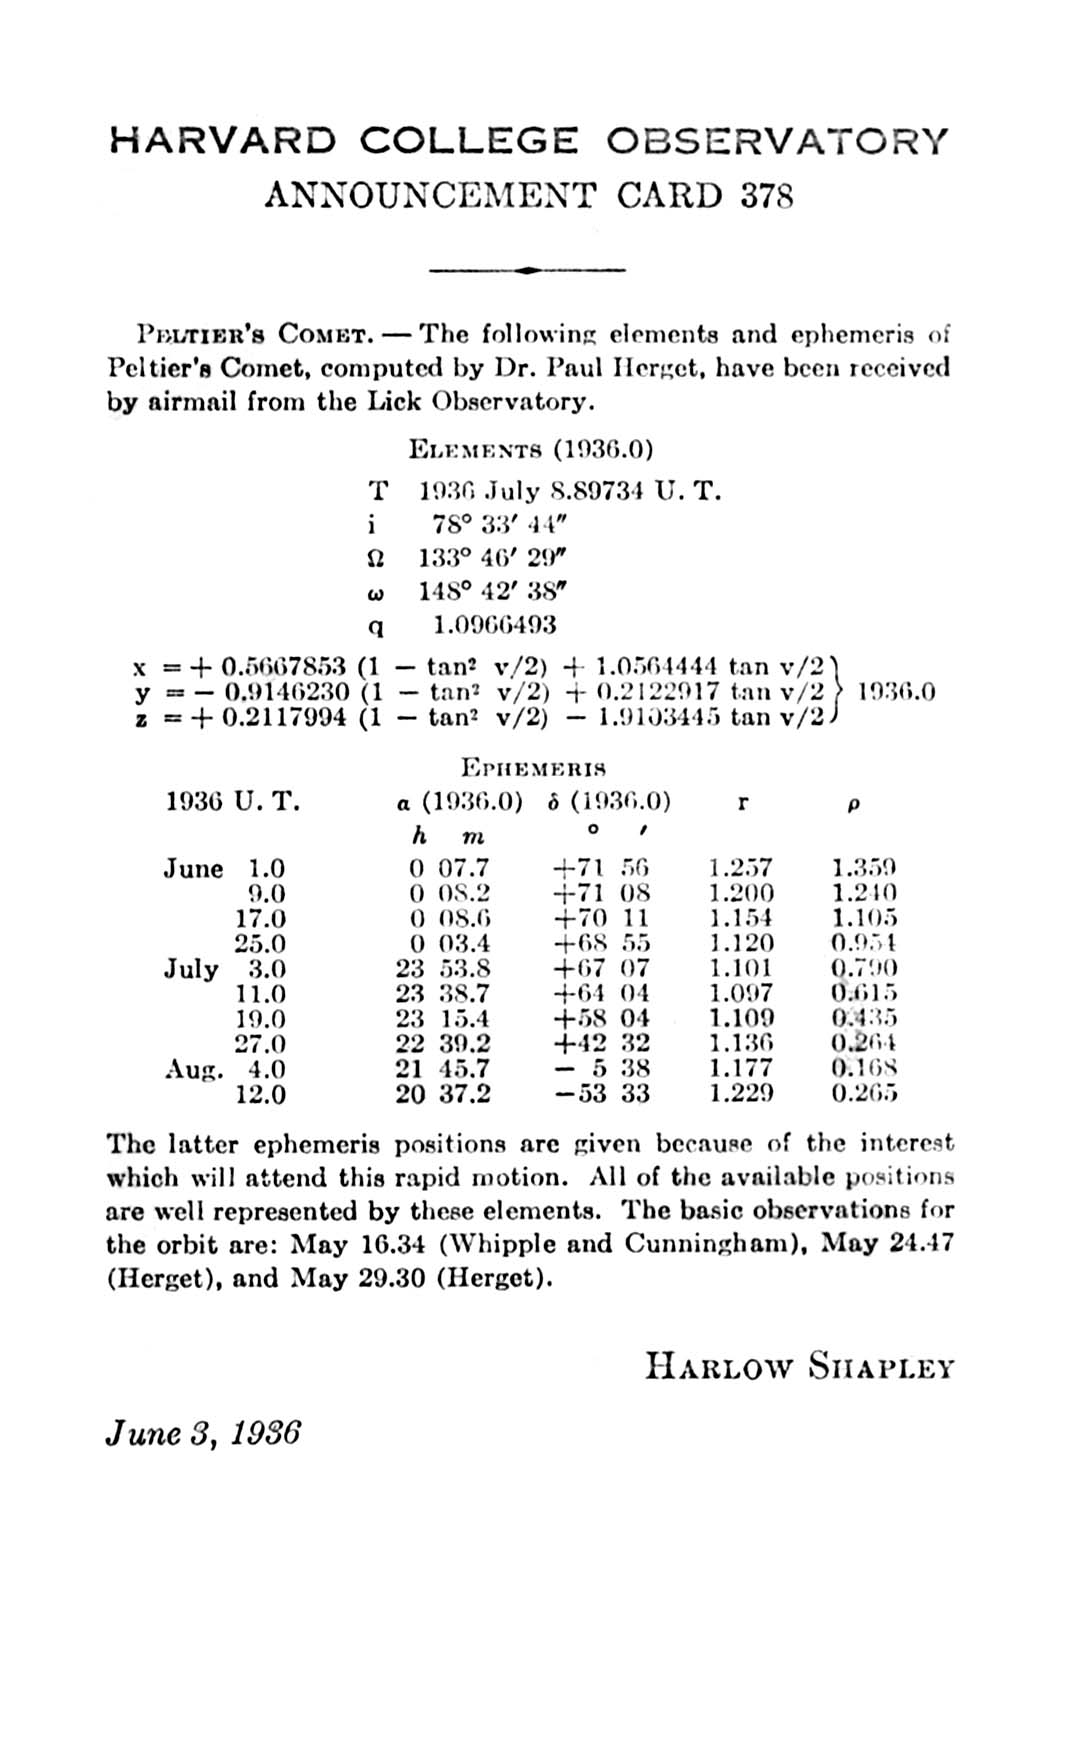 HARVARD COLLEGE OBSERVATORY
ANNOUNCEMENT CARD 378
PELTIER'S COMET. — The following elements and ephemeris of
Peltier's Comet, computed by Dr. Paul Herget, have been received
by airmail from the Lick Observatory.
ELEMENTS (1936.0)
T 1936 July 8.89734 U. T.
i 78° 33′ 44″
Ω 133° 46′ 29″
ω 148° 42′ 38″
q 1.0966493
x = + 0.5667853 (1 − tan² v/2) + 1.0564444 tan v/2
y = − 0.9146230 (1 − tan² v/2) + 0.2122917 tan v/2 } 1936.0
z = + 0.2117994 (1 − tan² v/2) − 1.9103445 tan v/2
EPHEMERIS
1936 U. T. α (1936.0) δ (1936.0) r ρ
h m ° ′
June 1.0 0 07.7 +71 56 1.257 1.359
9.0 0 08.2 +71 08 1.200 1.240
17.0 0 08.6 +70 11 1.154 1.105
25.0 0 03.4 +68 55 1.120 0.954
July 3.0 23 53.8 +67 07 1.101 0.790
11.0 23 38.7 +64 04 1.097 0.615
19.0 23 15.4 +58 04 1.109 0.435
27.0 22 39.2 +42 32 1.136 0.264
Aug. 4.0 21 45.7 − 5 38 1.177 0.168
12.0 20 37.2 −53 33 1.229 0.265
The latter ephemeris positions are given because of the interest
which will attend this rapid motion. All of the available positions
are well represented by these elements. The basic observations for
the orbit are: May 16.34 (Whipple and Cunningham), May 24.47
(Herget), and May 29.30 (Herget).
HARLOW SHAPLEY
June 3, 1936